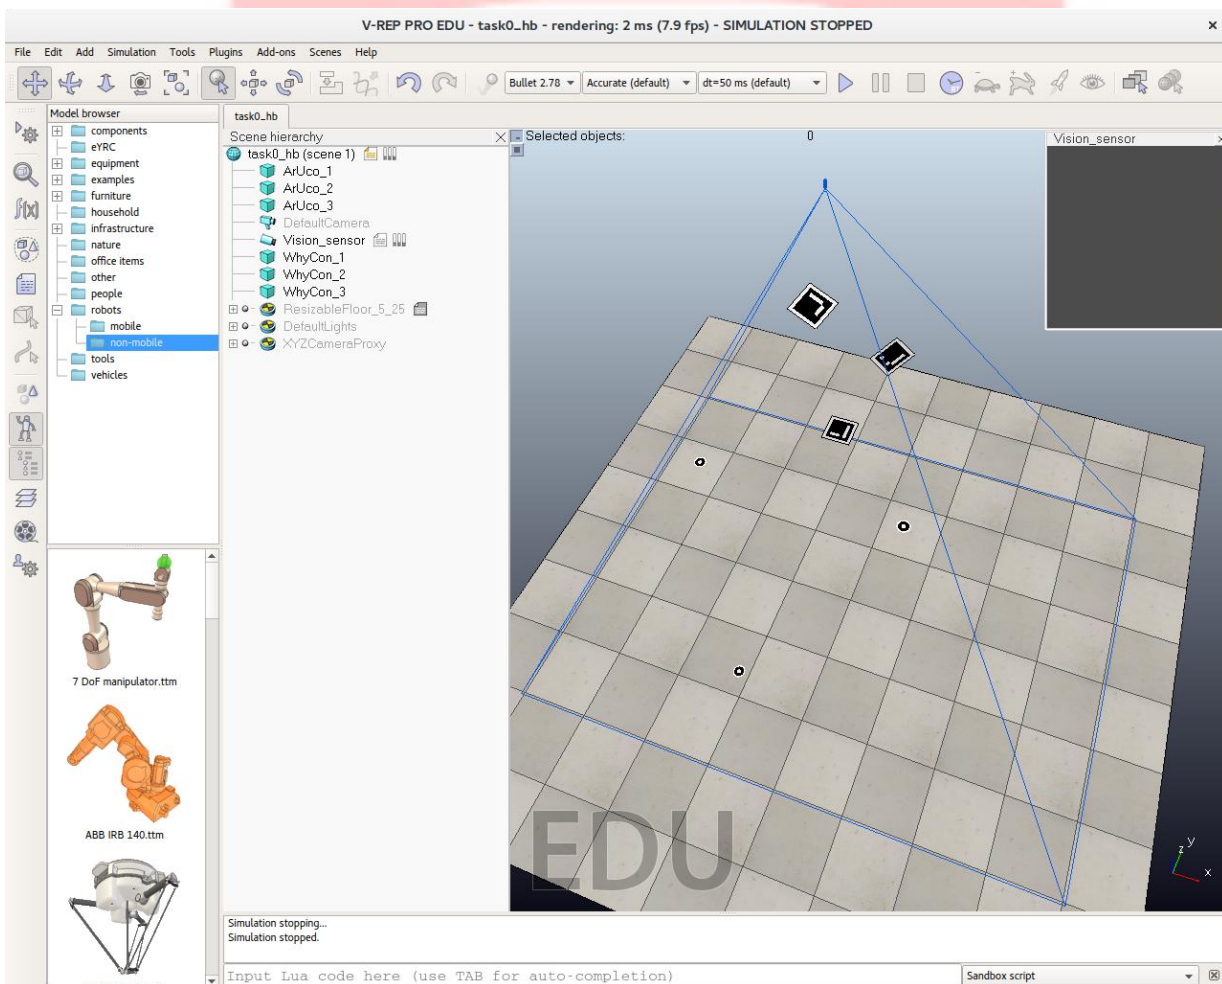 V-REP PRO EDU - task0_hb - rendering: 2 ms (7.9 fps) - SIMULATION STOPPED
File Edit Add Simulation Tools Plugins Add-ons Scenes Help
Bullet 2.78 Accurate (default) dt=50 ms (default)
Model browser
components
eYRC
equipment
examples
furniture
household
infrastructure
nature
office items
other
people
robots
mobile
non-mobile
tools
vehicles
7 DoF manipulator.ttm
ABB IRB 140.ttm
task0_hb
Scene hierarchy
task0_hb (scene 1)
ArUco_1
ArUco_2
ArUco_3
DefaultCamera
Vision_sensor
WhyCon_1
WhyCon_2
WhyCon_3
ResizableFloor_5_25
DefaultLights
XYZCameraProxy
Selected objects: 0
Vision_sensor
EDU
z y
x
Simulation stopping...
Simulation stopped.
Input Lua code here (use TAB for auto-completion)
Sandbox script
f(x)